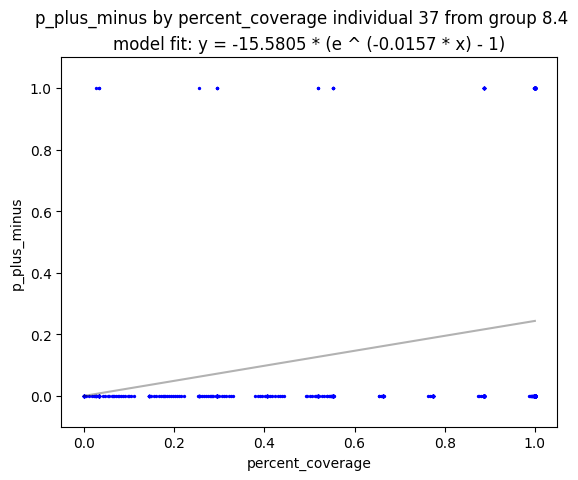 p_plus_minus by percent_coverage individual 37 from group 8.4
model fit: y = -15.5805 * (e ^ (-0.0157 * x) - 1)
1.0
0.8
0.6
0.4
0.2
0.0
p_plus_minus
0.0 0.2 0.4 0.6 0.8 1.0
percent_coverage